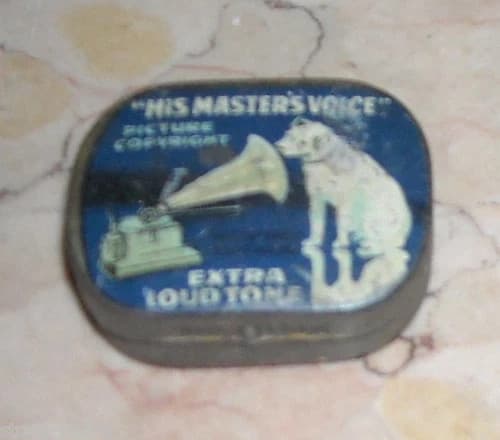 "HIS MASTER'S VOICE"
PICTURE
COPYRIGHT
EXTRA
LOUD TONE